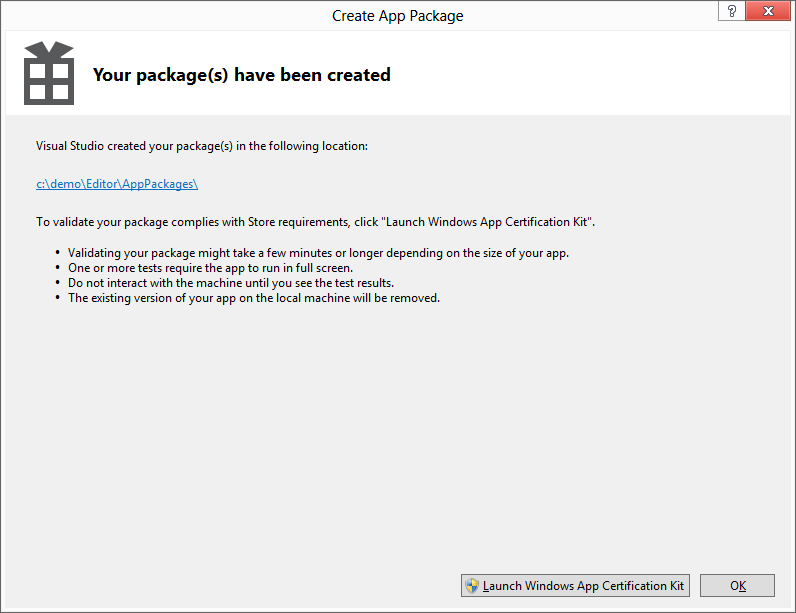 Create App Package
?
Your package(s) have been created
Visual Studio created your package(s) in the following location:
c:\demo\Editor\AppPackages\
To validate your package complies with Store requirements, click "Launch Windows App Certification Kit".
• Validating your package might take a few minutes or longer depending on the size of your app.
• One or more tests require the app to run in full screen.
• Do not interact with the machine until you see the test results.
• The existing version of your app on the local machine will be removed.
Launch Windows App Certification Kit
OK